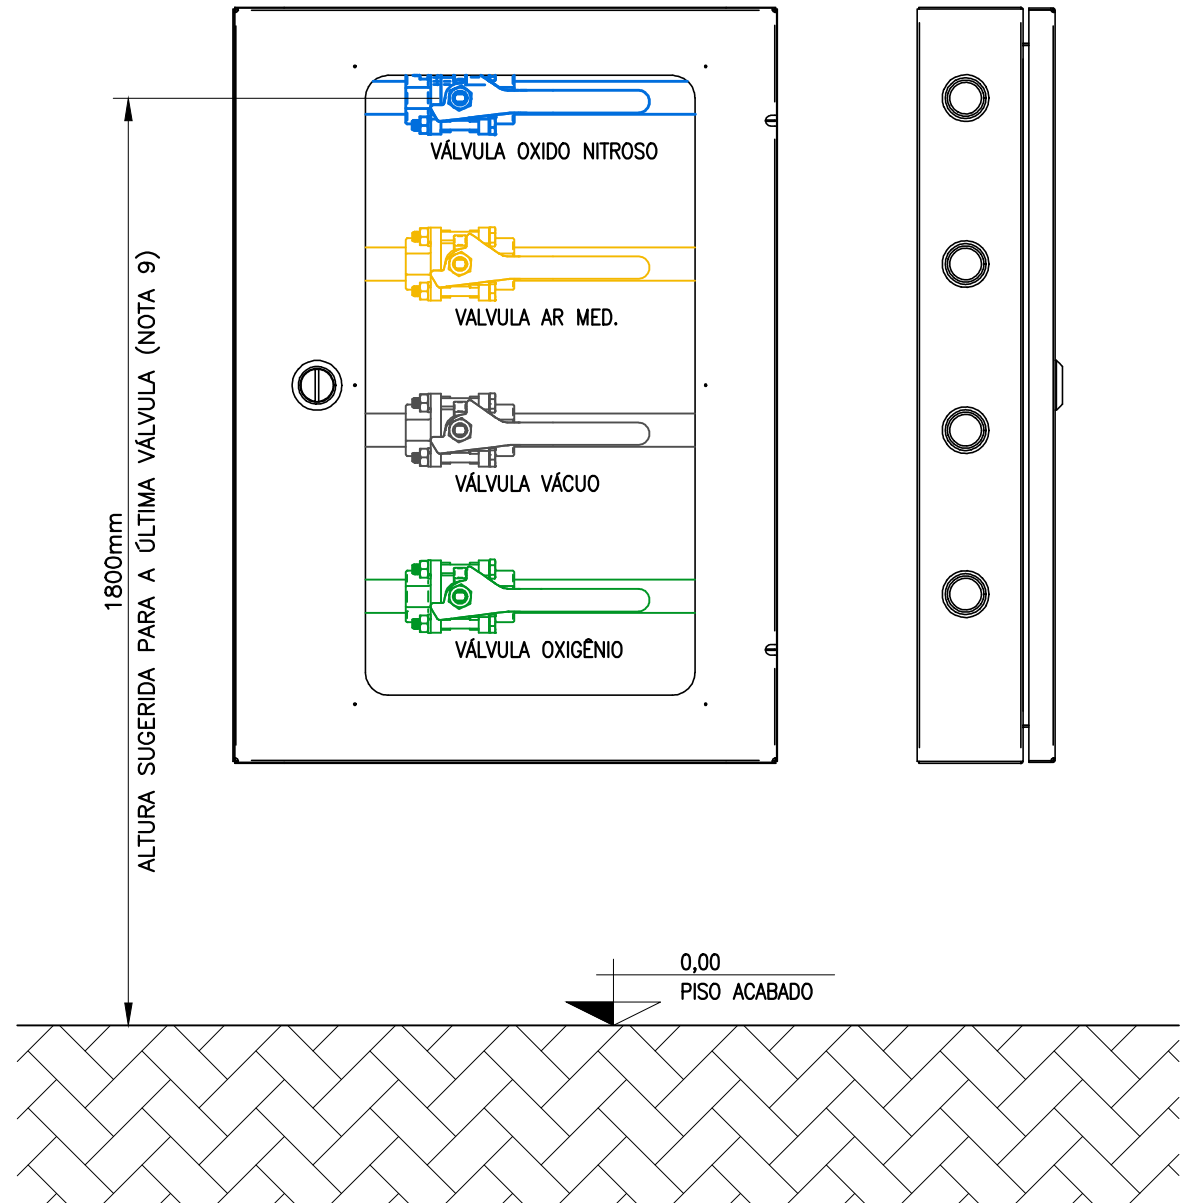 VÁLVULA OXIDO NITROSO
VALVULA AR MED.
VÁLVULA VÁCUO
VÁLVULA OXIGÊNIO
1800mm
ALTURA SUGERIDA PARA A ÚLTIMA VÁLVULA (NOTA 9)
0,00
PISO ACABADO